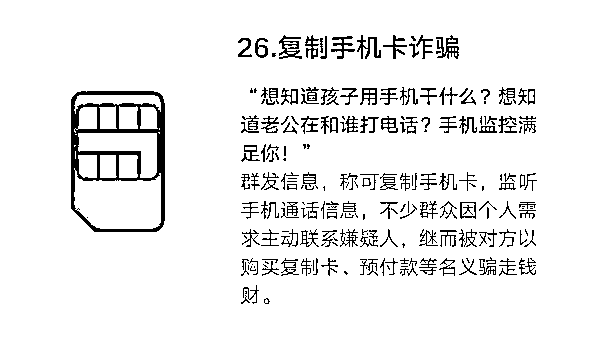 26.复制手机卡诈骗
“想知道孩子用手机干什么？想知
道老公在和谁打电话？手机监控满
足你！”
群发信息，称可复制手机卡，监听
手机通话信息，不少群众因个人需
求主动联系嫌疑人，继而被对方以
购买复制卡、预付款等名义骗走钱
财。